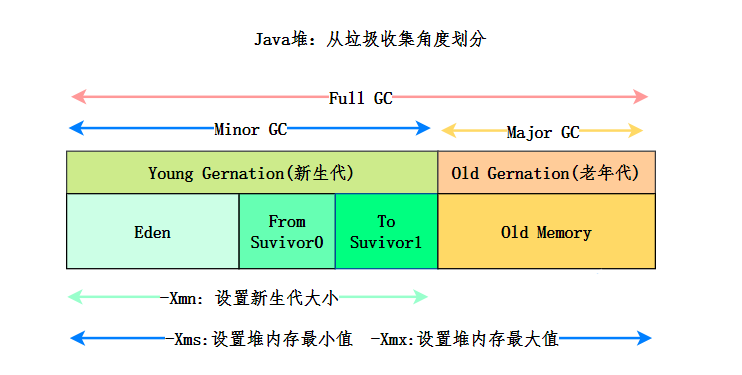 Java堆: 从垃圾收集角度划分
Full GC
Minor GC
Major GC
Young Gernation(新生代)
Old Gernation(老年代)
Eden
From
Suvivor0
To
Suvivor1
Old Memory
-Xmn: 设置新生代大小
-Xms:设置堆内存最小值 -Xmx:设置堆内存最大值